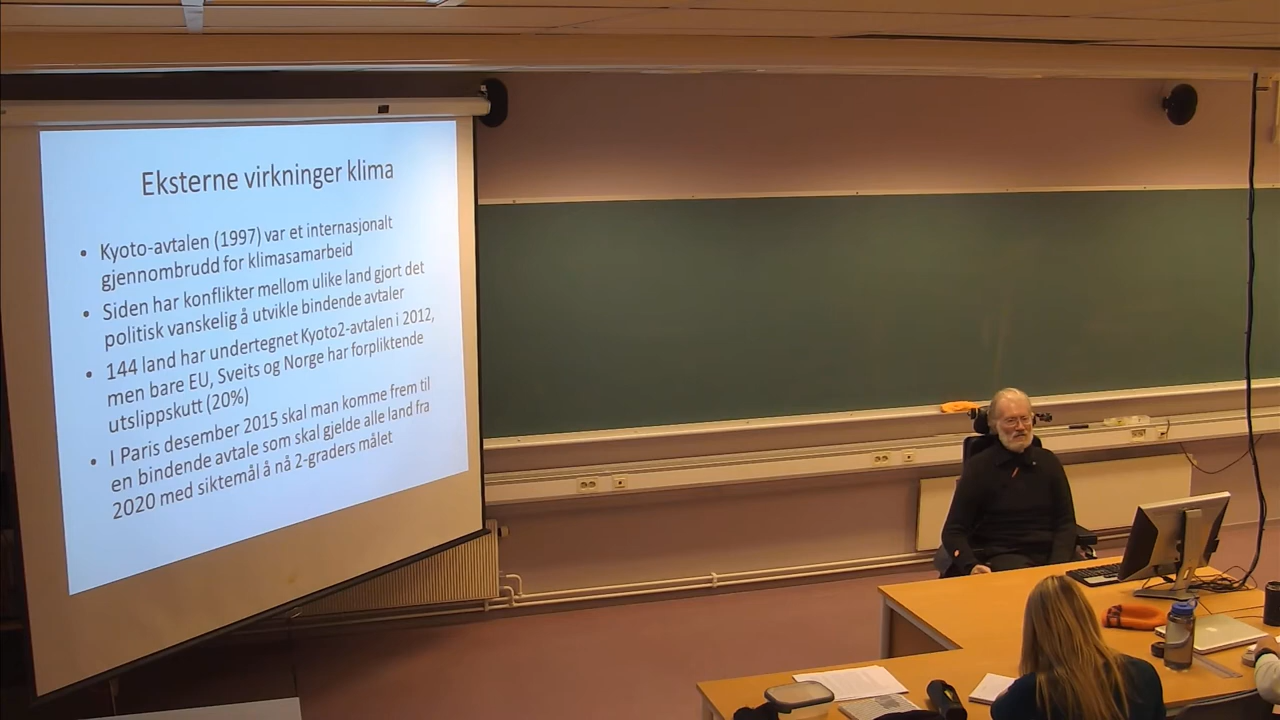 Eksterne virkninger klima
• Kyoto-avtalen (1997) var et internasjonalt
gjennombrudd for klimasamarbeid
• Siden har konflikter mellom ulike land gjort det
politisk vanskelig å utvikle bindende avtaler
• 144 land har undertegnet Kyoto2-avtalen i 2012,
men bare EU, Sveits og Norge har forpliktende
utslippskutt (20%)
• I Paris desember 2015 skal man komme frem til
en bindende avtale som skal gjelde alle land fra
2020 med siktemål å nå 2-graders målet